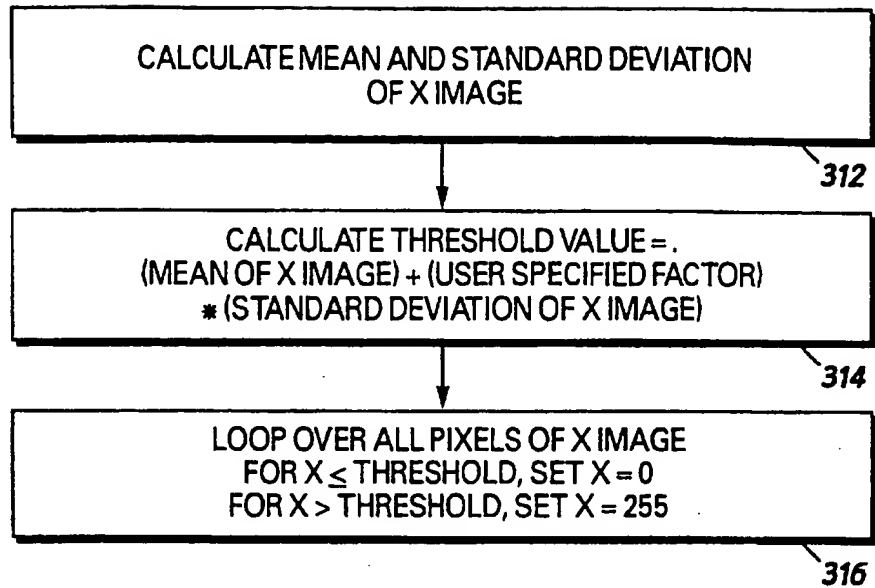 CALCULATE MEAN AND STANDARD DEVIATION
OF X IMAGE
312
CALCULATE THRESHOLD VALUE = .
(MEAN OF X IMAGE) + (USER SPECIFIED FACTOR)
* (STANDARD DEVIATION OF X IMAGE)
314
LOOP OVER ALL PIXELS OF X IMAGE
FOR X ≤ THRESHOLD, SET X = 0
FOR X > THRESHOLD, SET X = 255
316